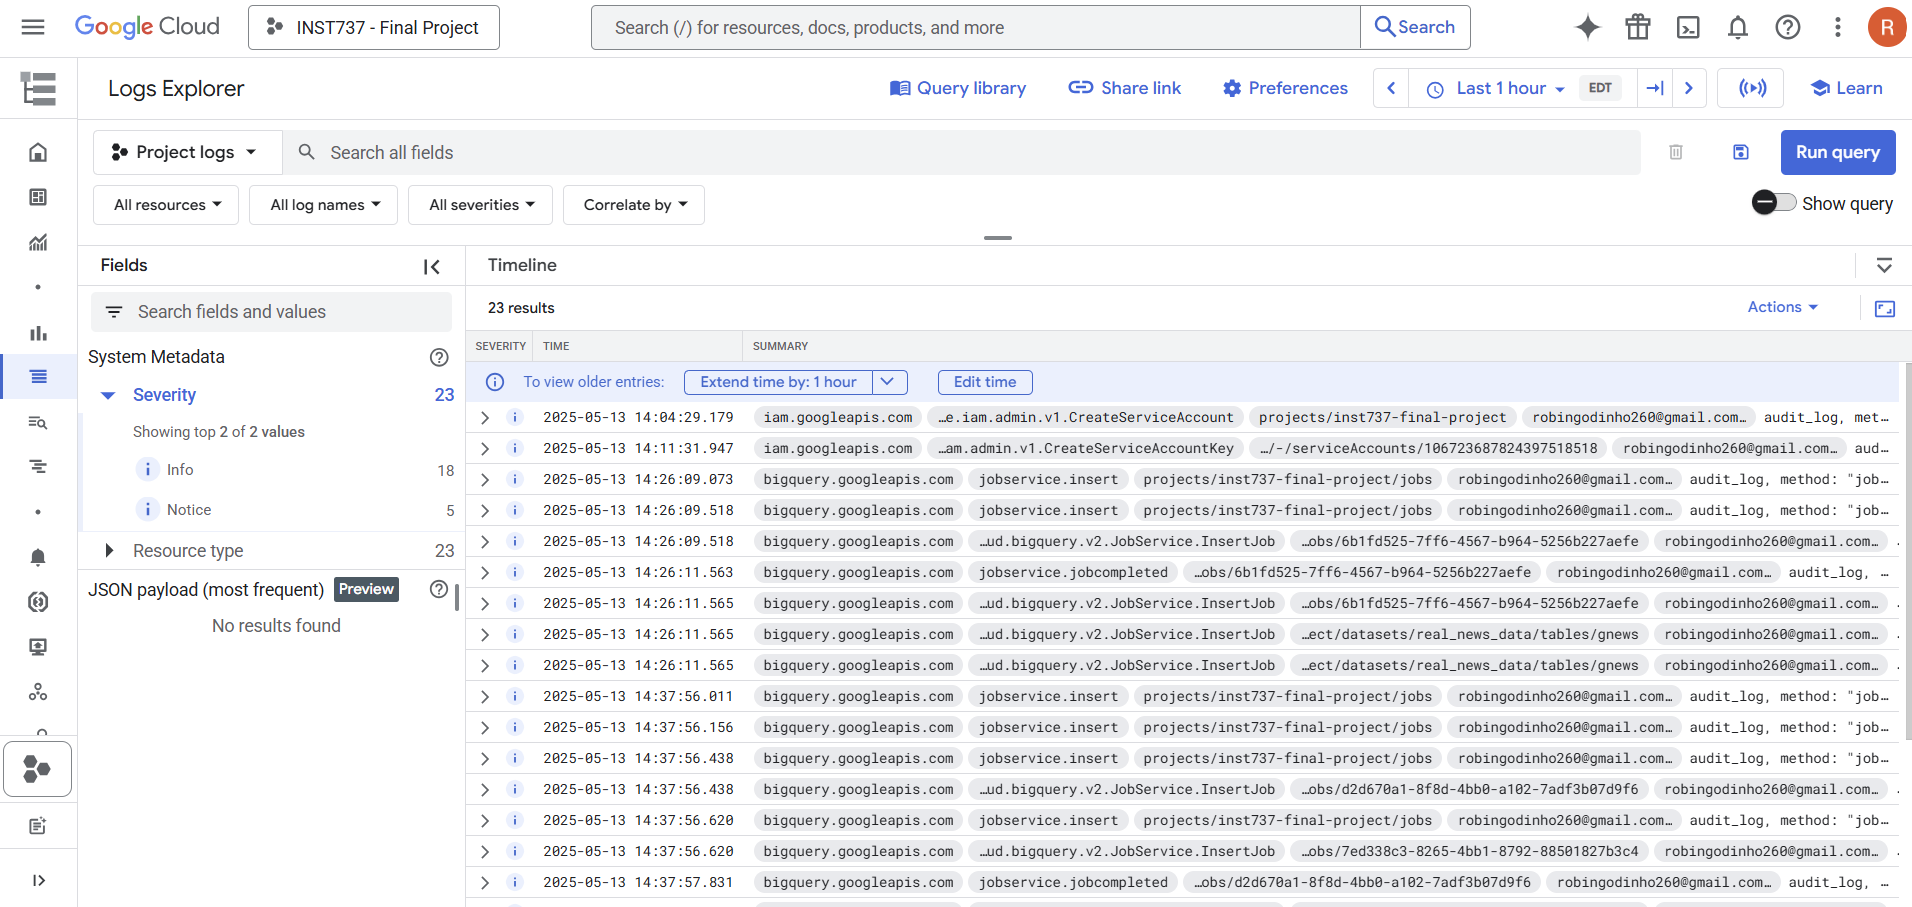 Google Cloud INST737 - Final Project Search (/) for resources, docs, products, and more Search R
Logs Explorer Query library Share link Preferences Last 1 hour EDT Learn
Project logs Search all fields Run query
All resources All log names All severities Correlate by Show query
Fields Timeline
Search fields and values 23 results Actions
SEVERITY TIME SUMMARY
System Metadata
To view older entries: Extend time by: 1 hour Edit time
Severity 23
Showing top 2 of 2 values
Info 18
Notice 5
Resource type 23
JSON payload (most frequent) Preview
No results found
2025-05-13 14:04:29.179 iam.googleapis.com …e.iam.admin.v1.CreateServiceAccount projects/inst737-final-project robingodinho260@gmail.com… audit_log, met…
2025-05-13 14:11:31.947 iam.googleapis.com …am.admin.v1.CreateServiceAccountKey …/-/serviceAccounts/106723687824397518518 robingodinho260@gmail.com… aud…
2025-05-13 14:26:09.073 bigquery.googleapis.com jobservice.insert projects/inst737-final-project/jobs robingodinho260@gmail.com… audit_log, method: "job…
2025-05-13 14:26:09.518 bigquery.googleapis.com jobservice.insert projects/inst737-final-project/jobs robingodinho260@gmail.com… audit_log, method: "job…
2025-05-13 14:26:09.518 bigquery.googleapis.com …ud.bigquery.v2.JobService.InsertJob …obs/6b1fd525-7ff6-4567-b964-5256b227aefe robingodinho260@gmail.com…
2025-05-13 14:26:11.563 bigquery.googleapis.com jobservice.jobcompleted …obs/6b1fd525-7ff6-4567-b964-5256b227aefe robingodinho260@gmail.com… audit_log, …
2025-05-13 14:26:11.565 bigquery.googleapis.com …ud.bigquery.v2.JobService.InsertJob …obs/6b1fd525-7ff6-4567-b964-5256b227aefe robingodinho260@gmail.com…
2025-05-13 14:26:11.565 bigquery.googleapis.com …ud.bigquery.v2.JobService.InsertJob …ect/datasets/real_news_data/tables/gnews robingodinho260@gmail.com…
2025-05-13 14:26:11.565 bigquery.googleapis.com …ud.bigquery.v2.JobService.InsertJob …ect/datasets/real_news_data/tables/gnews robingodinho260@gmail.com…
2025-05-13 14:37:56.011 bigquery.googleapis.com jobservice.insert projects/inst737-final-project/jobs robingodinho260@gmail.com… audit_log, method: "job…
2025-05-13 14:37:56.156 bigquery.googleapis.com jobservice.insert projects/inst737-final-project/jobs robingodinho260@gmail.com… audit_log, method: "job…
2025-05-13 14:37:56.438 bigquery.googleapis.com jobservice.insert projects/inst737-final-project/jobs robingodinho260@gmail.com… audit_log, method: "job…
2025-05-13 14:37:56.438 bigquery.googleapis.com …ud.bigquery.v2.JobService.InsertJob …obs/d2d670a1-8f8d-4bb0-a102-7adf3b07d9f6 robingodinho260@gmail.com…
2025-05-13 14:37:56.620 bigquery.googleapis.com jobservice.insert projects/inst737-final-project/jobs robingodinho260@gmail.com… audit_log, method: "job…
2025-05-13 14:37:56.620 bigquery.googleapis.com …ud.bigquery.v2.JobService.InsertJob …obs/7ed338c3-8265-4bb1-8792-88501827b3c4 robingodinho260@gmail.com…
2025-05-13 14:37:57.831 bigquery.googleapis.com jobservice.jobcompleted …obs/d2d670a1-8f8d-4bb0-a102-7adf3b07d9f6 robingodinho260@gmail.com… audit_log, …